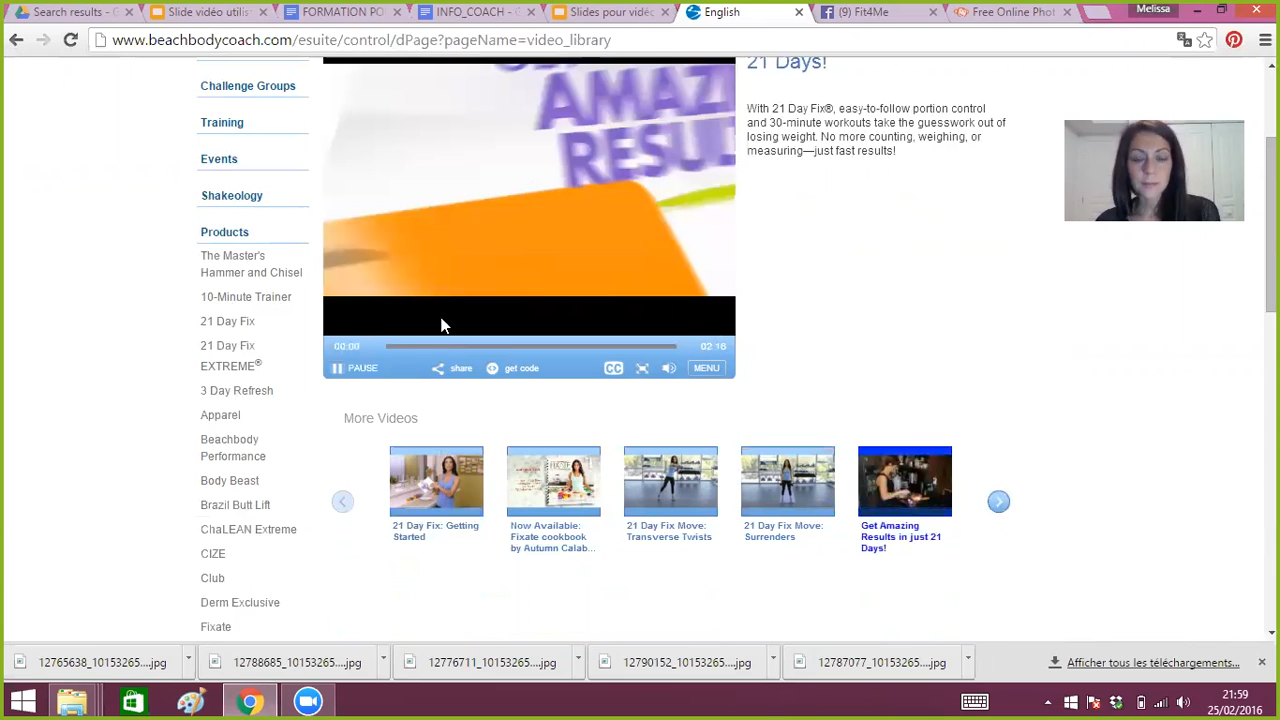 Slide vidéo utilis
FORMATION PO
INFO_COACH - G
Slides pour vidéo
English
(9) Fit4Me
Free Online Phot
Melissa
Search results - G
www.beachbodycoach.com/esuite/control/dPage?pageName=video_library
Challenge Groups
Training
Events
Shakeology
Products
The Master's
Hammer and Chisel
10-Minute Trainer
21 Day Fix
21 Day Fix
EXTREME®
3 Day Refresh
Apparel
Beachbody
Performance
Body Beast
Brazil Butt Lift
ChaLEAN Extreme
CIZE
Club
Derm Exclusive
Fixate
AMAZ
RESUL
00:00
02:16
PAUSE
share
get code
CC
MENU
21 Days!
With 21 Day Fix®, easy-to-follow portion control
and 30-minute workouts take the guesswork out of
losing weight. No more counting, weighing, or
measuring—just fast results!
More Videos
21 Day Fix: Getting
Started
Now Available:
Fixate cookbook
by Autumn Calab...
21 Day Fix Move:
Transverse Twists
21 Day Fix Move:
Surrenders
Get Amazing
Results in just 21
Days!
12765638_10153265....jpg
12788685_10153265....jpg
12776711_10153265....jpg
12790152_10153265....jpg
12787077_10153265....jpg
Afficher tous les téléchargements...
21:59
25/02/2016